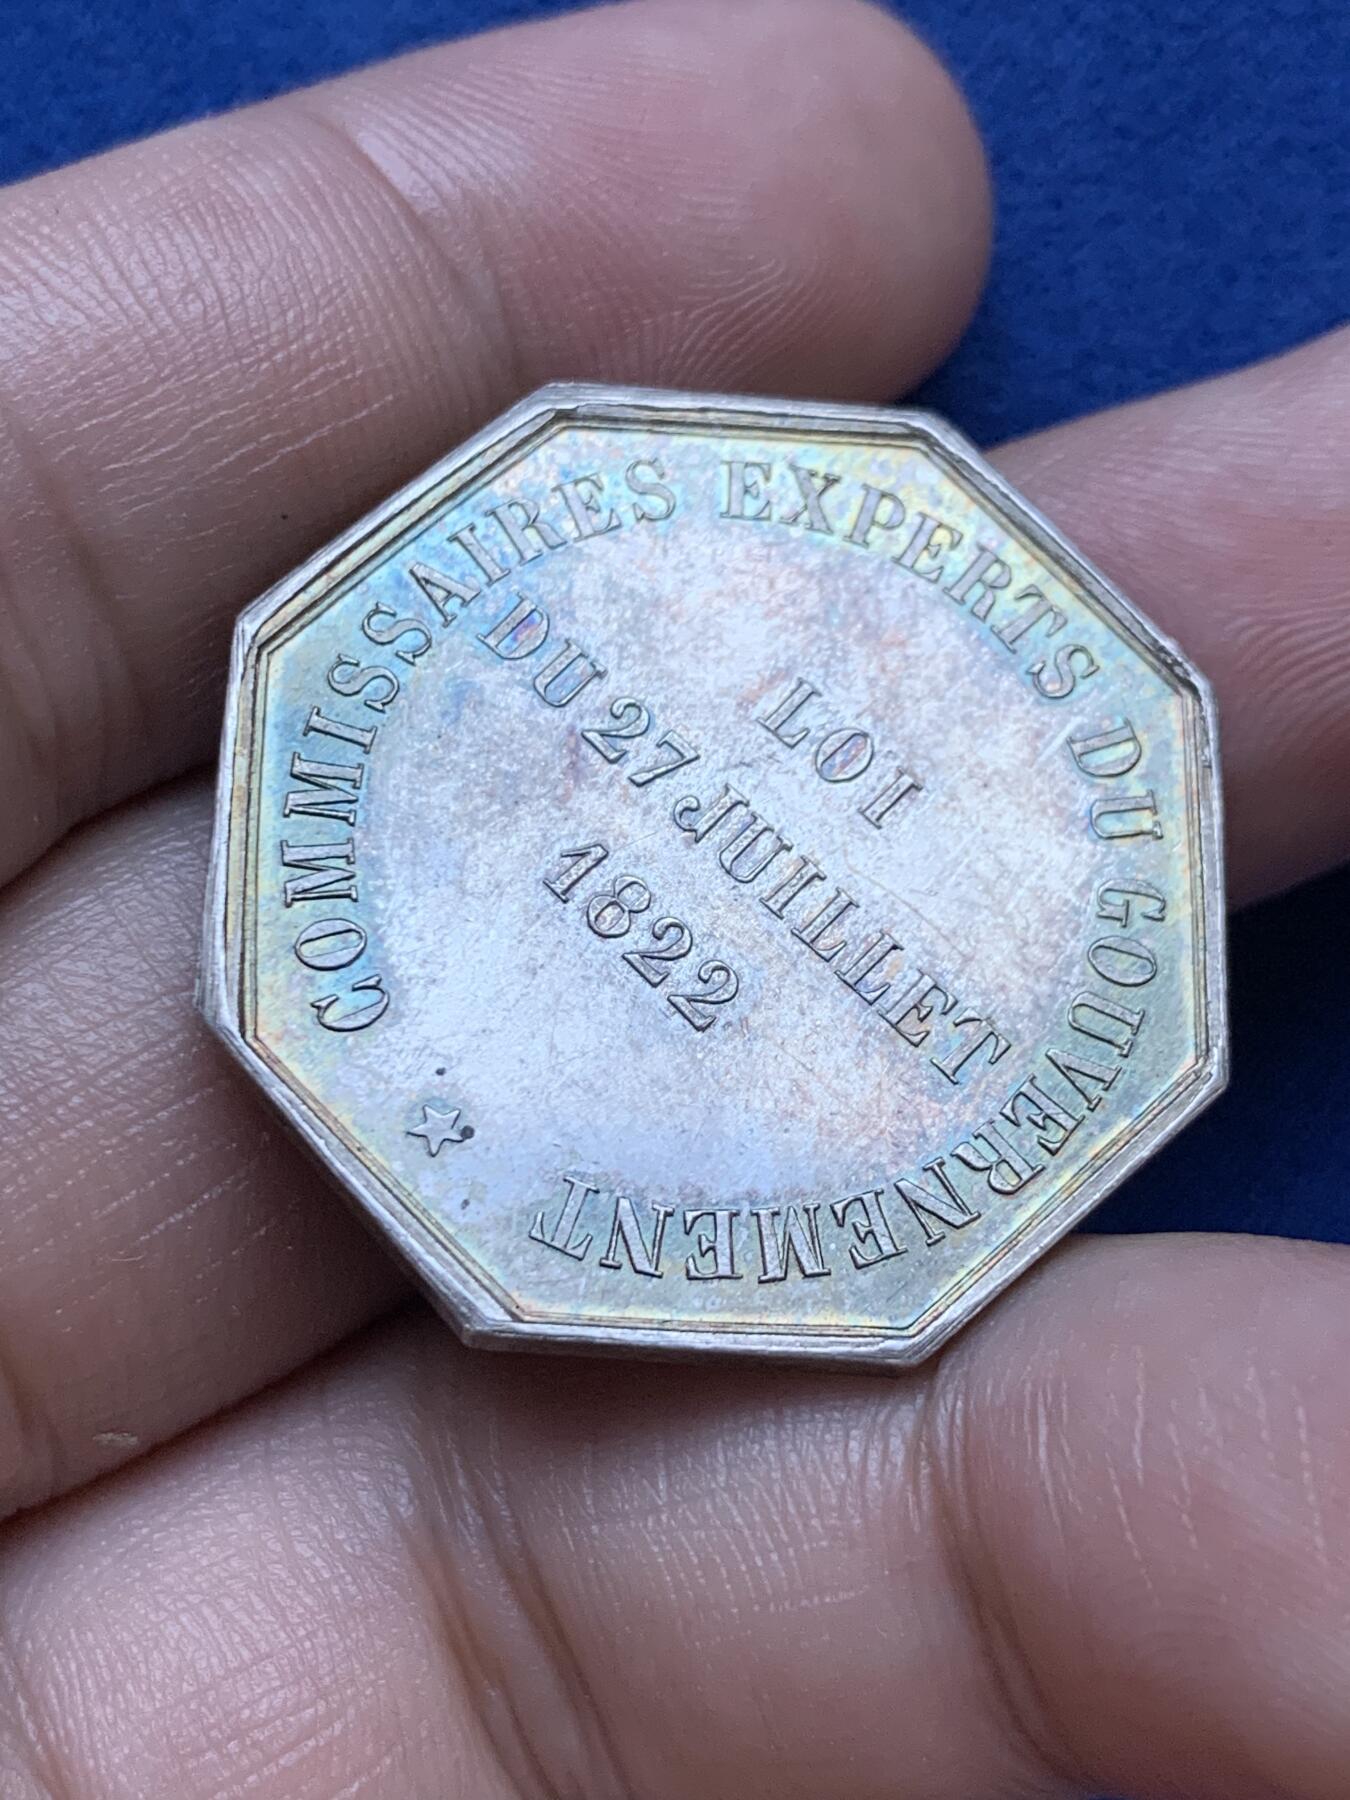 COMMISSAIRES EXPERTS DU GOUVERNEMENT
LOI
DU 27 JUILLET
1822